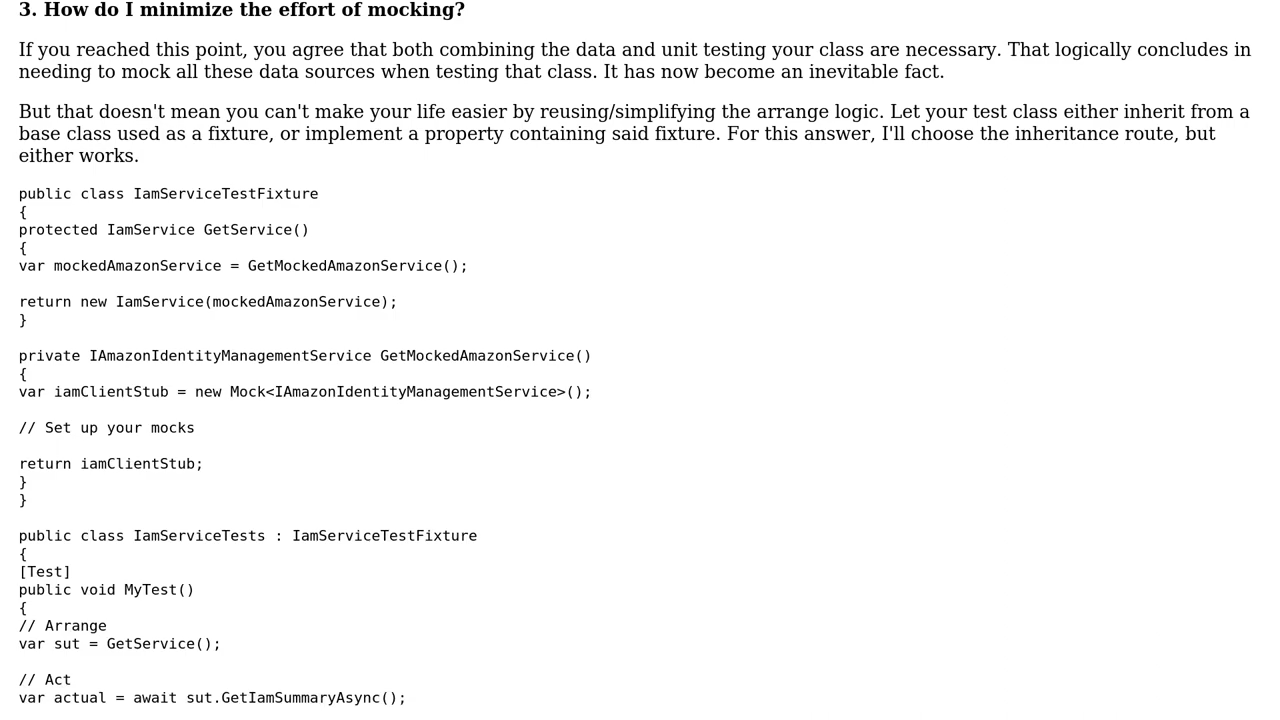 3. How do I minimize the effort of mocking?
If you reached this point, you agree that both combining the data and unit testing your class are necessary. That logically concludes in
needing to mock all these data sources when testing that class. It has now become an inevitable fact.
But that doesn't mean you can't make your life easier by reusing/simplifying the arrange logic. Let your test class either inherit from a
base class used as a fixture, or implement a property containing said fixture. For this answer, I'll choose the inheritance route, but
either works.
public class IamServiceTestFixture
{
protected IamService GetService()
{
var mockedAmazonService = GetMockedAmazonService();
return new IamService(mockedAmazonService);
}
private IAmazonIdentityManagementService GetMockedAmazonService()
{
var iamClientStub = new Mock<IAmazonIdentityManagementService>();
// Set up your mocks
return iamClientStub;
}
}
public class IamServiceTests : IamServiceTestFixture
{
[Test]
public void MyTest()
{
// Arrange
var sut = GetService();
// Act
var actual = await sut.GetIamSummaryAsync();